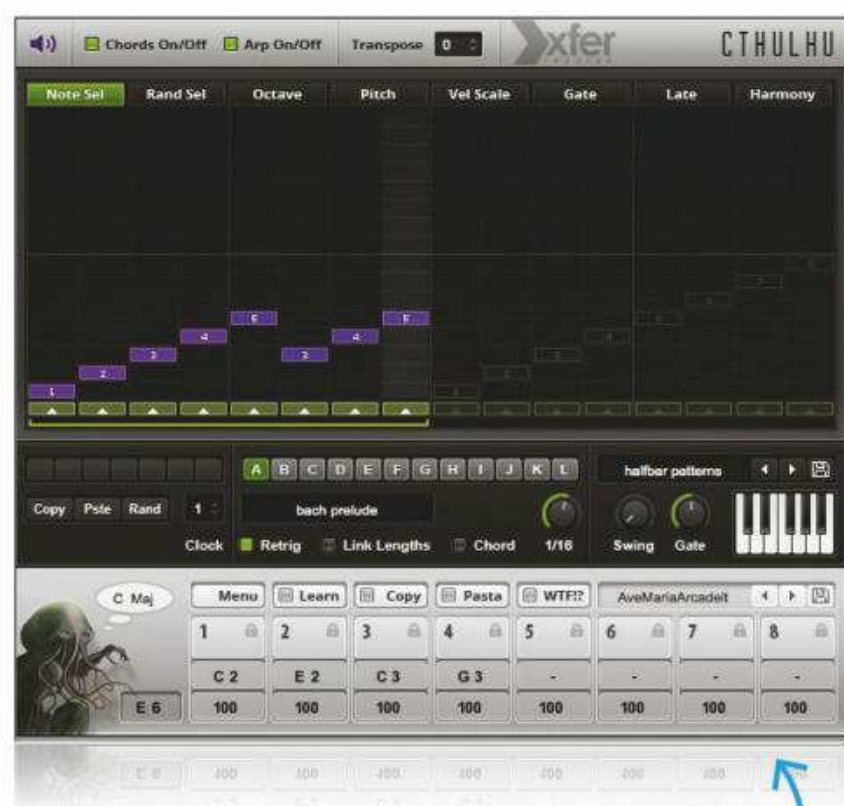 Chords On/Off Arp On/Off Transpose 0 xfer CTHULHU
Note Sel Rand Sel Octave Pitch Vel Scale Gate Late Harmony
5 5
4 4
3 3
2
1
A B C D E F G H I J K L halfbar patterns
Copy Pste Rand 1 bach prelude
Clock Retrig Link Lengths Chord 1/16 Swing Gate
C Maj Menu Learn Copy Pasta WTF!? AveMariaArcadeIt
1 2 3 4 5 6 7 8
C 2 E 2 C 3 G 3 - - - -
E 6 100 100 100 100 100 100 100 100